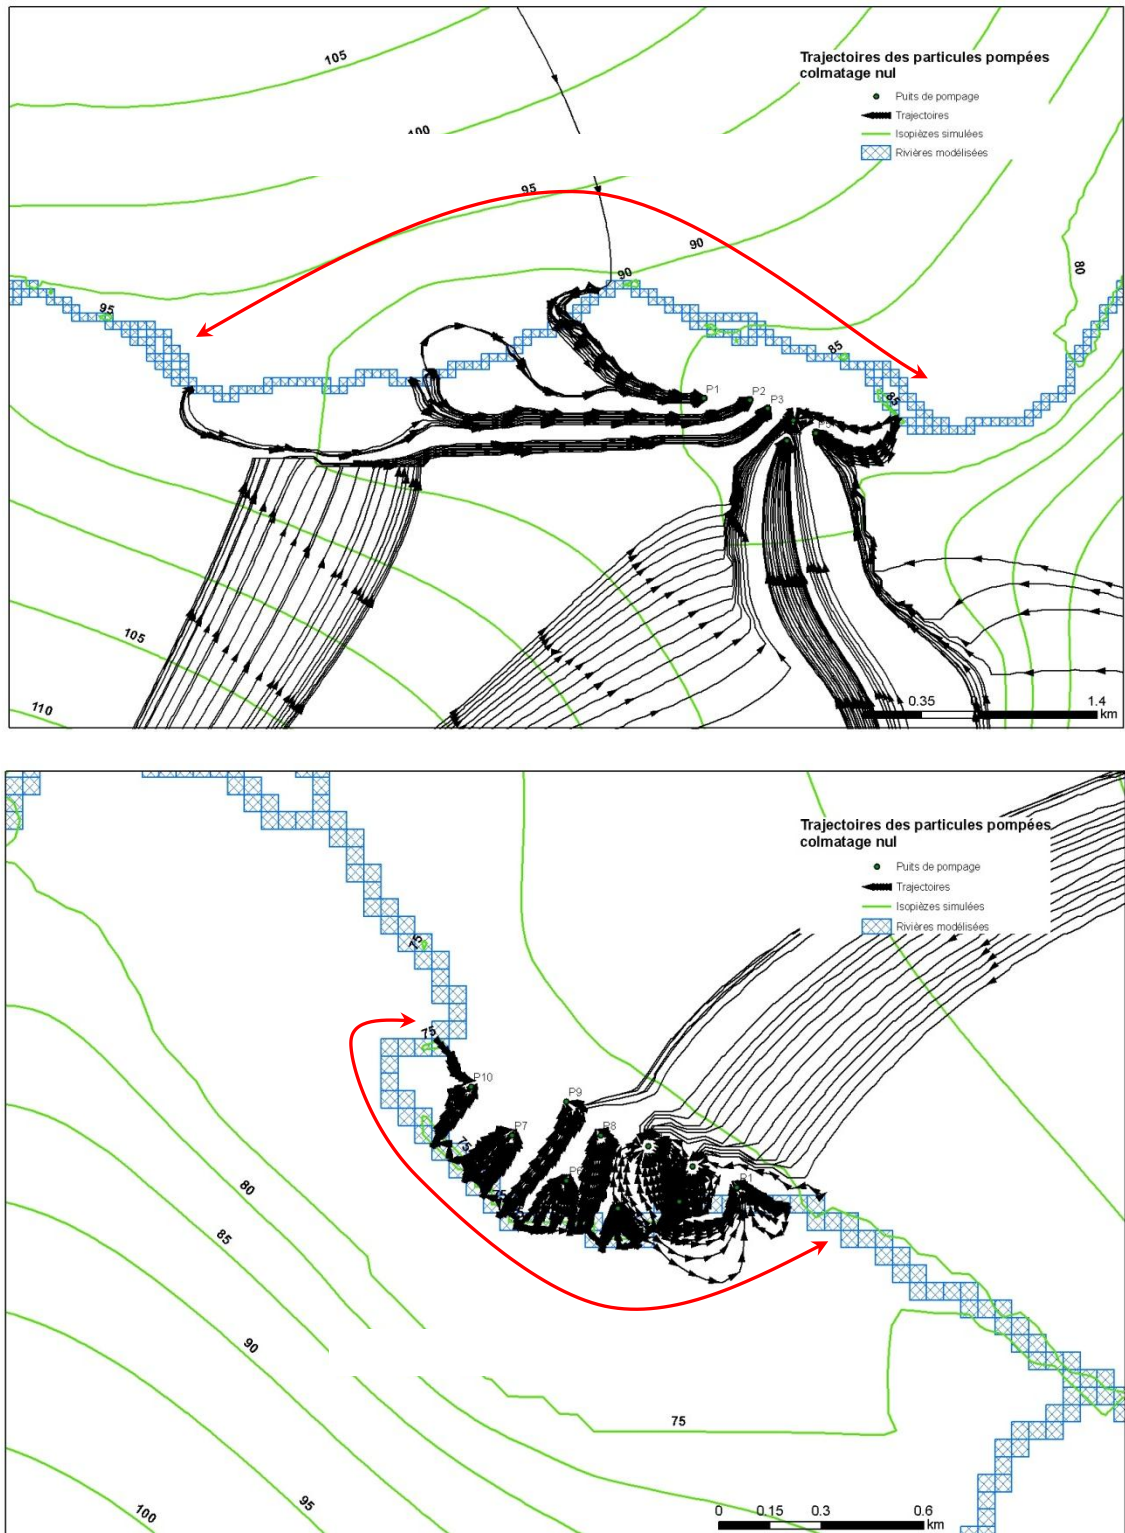 105
Trajectoires des particules pompées
colmatage nul
Puits de pompage
Trajectoires
Isopièzes simulées
Rivières modélisées
100
95
90
80
90
95
85
85
P1
P2
P3
105
110
0.35
1.4
km
Trajectoires des particules pompées
colmatage nul
Puits de pompage
Trajectoires
Isopièzes simulées
Rivières modélisées
75
75
P10
P9
P7
P8
75
P6
P1
75
80
85
90
75
95
100
0
0.15
0.3
0.6
km